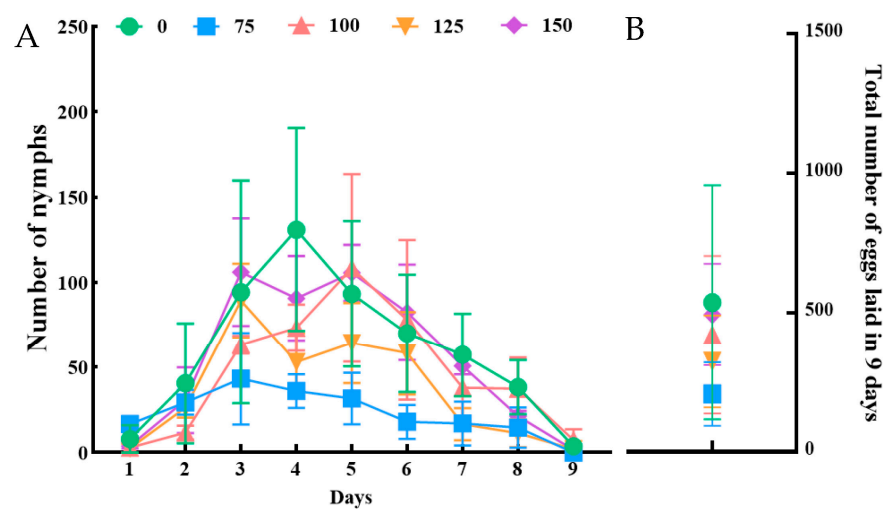 A
0 75 100 125 150
B
Number of nymphs
250
200
150
100
50
0
1 2 3 4 5 6 7 8 9
Days
1500
1000
500
0
Total number of eggs laid in 9 days